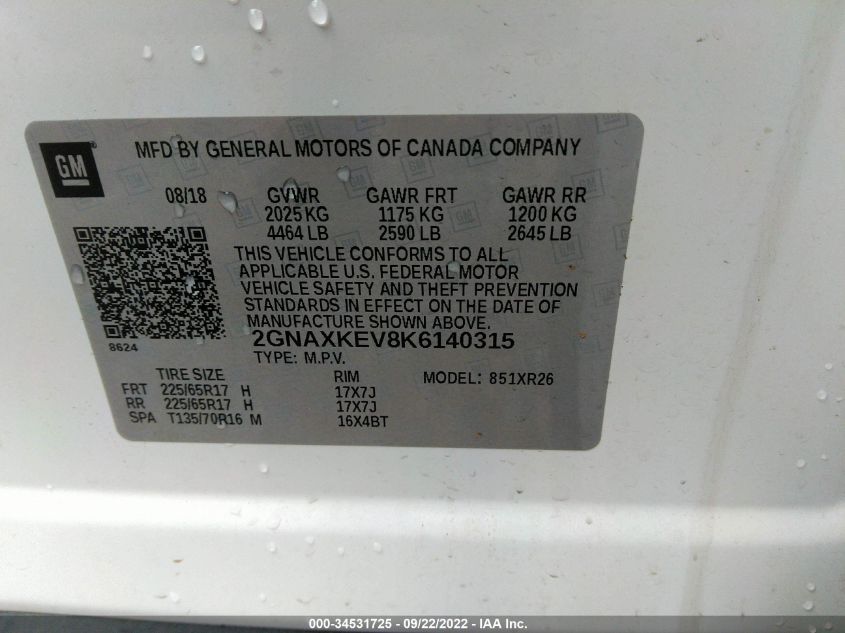 GM
MFD BY GENERAL MOTORS OF CANADA COMPANY
08/18 GVWR GAWR FRT GAWR RR
2025 KG 1175 KG 1200 KG
4464 LB 2590 LB 2645 LB
THIS VEHICLE CONFORMS TO ALL
APPLICABLE U.S. FEDERAL MOTOR
VEHICLE SAFETY AND THEFT PREVENTION
STANDARDS IN EFFECT ON THE DATE OF
MANUFACTURE SHOWN ABOVE.
8624
2GNAXKEV8K6140315
TYPE: M.P.V.
TIRE SIZE RIM MODEL: 851XR26
FRT 225/65R17 H 17X7J
RR 225/65R17 H 17X7J
SPA T135/70R16 M 16X4BT
000-34531725 - 09/22/2022 - IAA Inc.